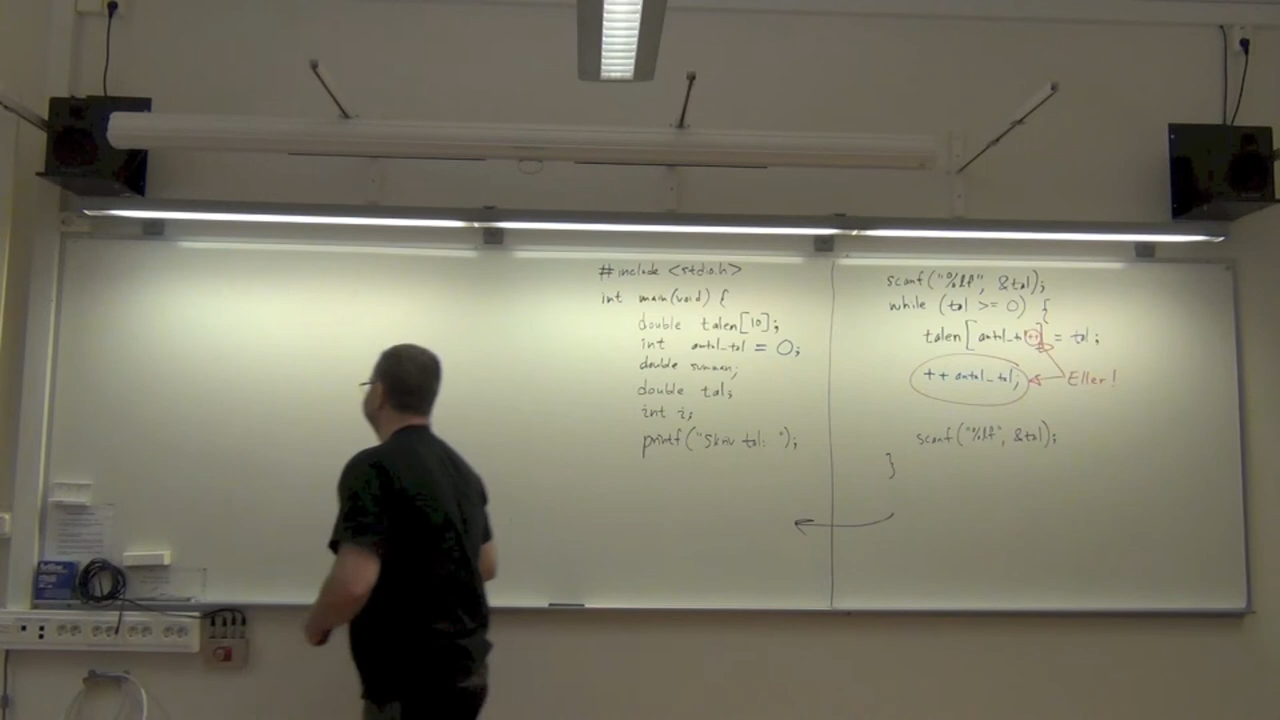 #include <stdio.h>
int main(void) {
double talen[10];
int antal_tal = 0;
double summan;
double tal;
int i;
printf("Skriv tal: ");
scanf("%lf", &tal);
while (tal >= 0) {
talen[antal_tal++] = tal;
++antal_tal;
Eller!
scanf("%lf", &tal);
}